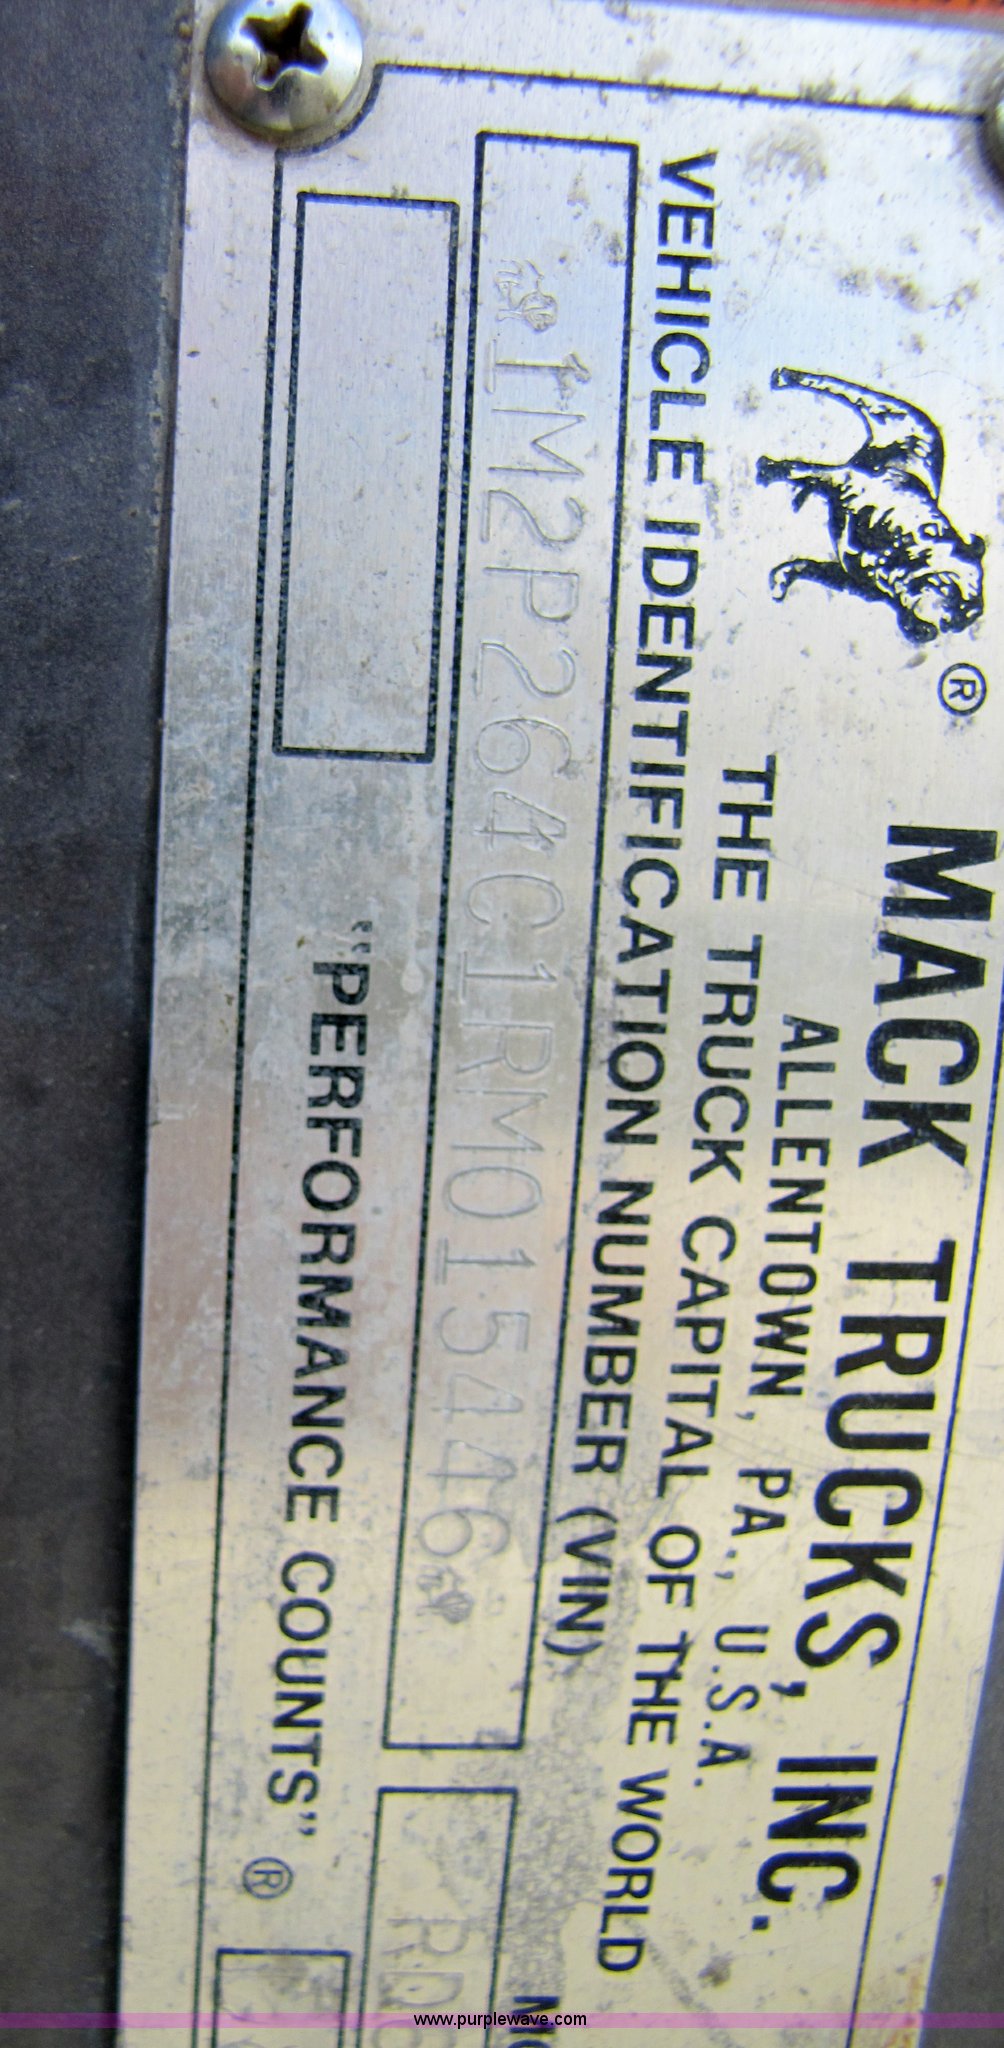 ®
MACK TRUCKS, INC.
ALLENTOWN, PA., U.S.A.
THE TRUCK CAPITAL OF THE WORLD
VEHICLE IDENTIFICATION NUMBER (VIN)
1M2P264C1RM015446
"PERFORMANCE COUNTS" ®
www.purplewave.com